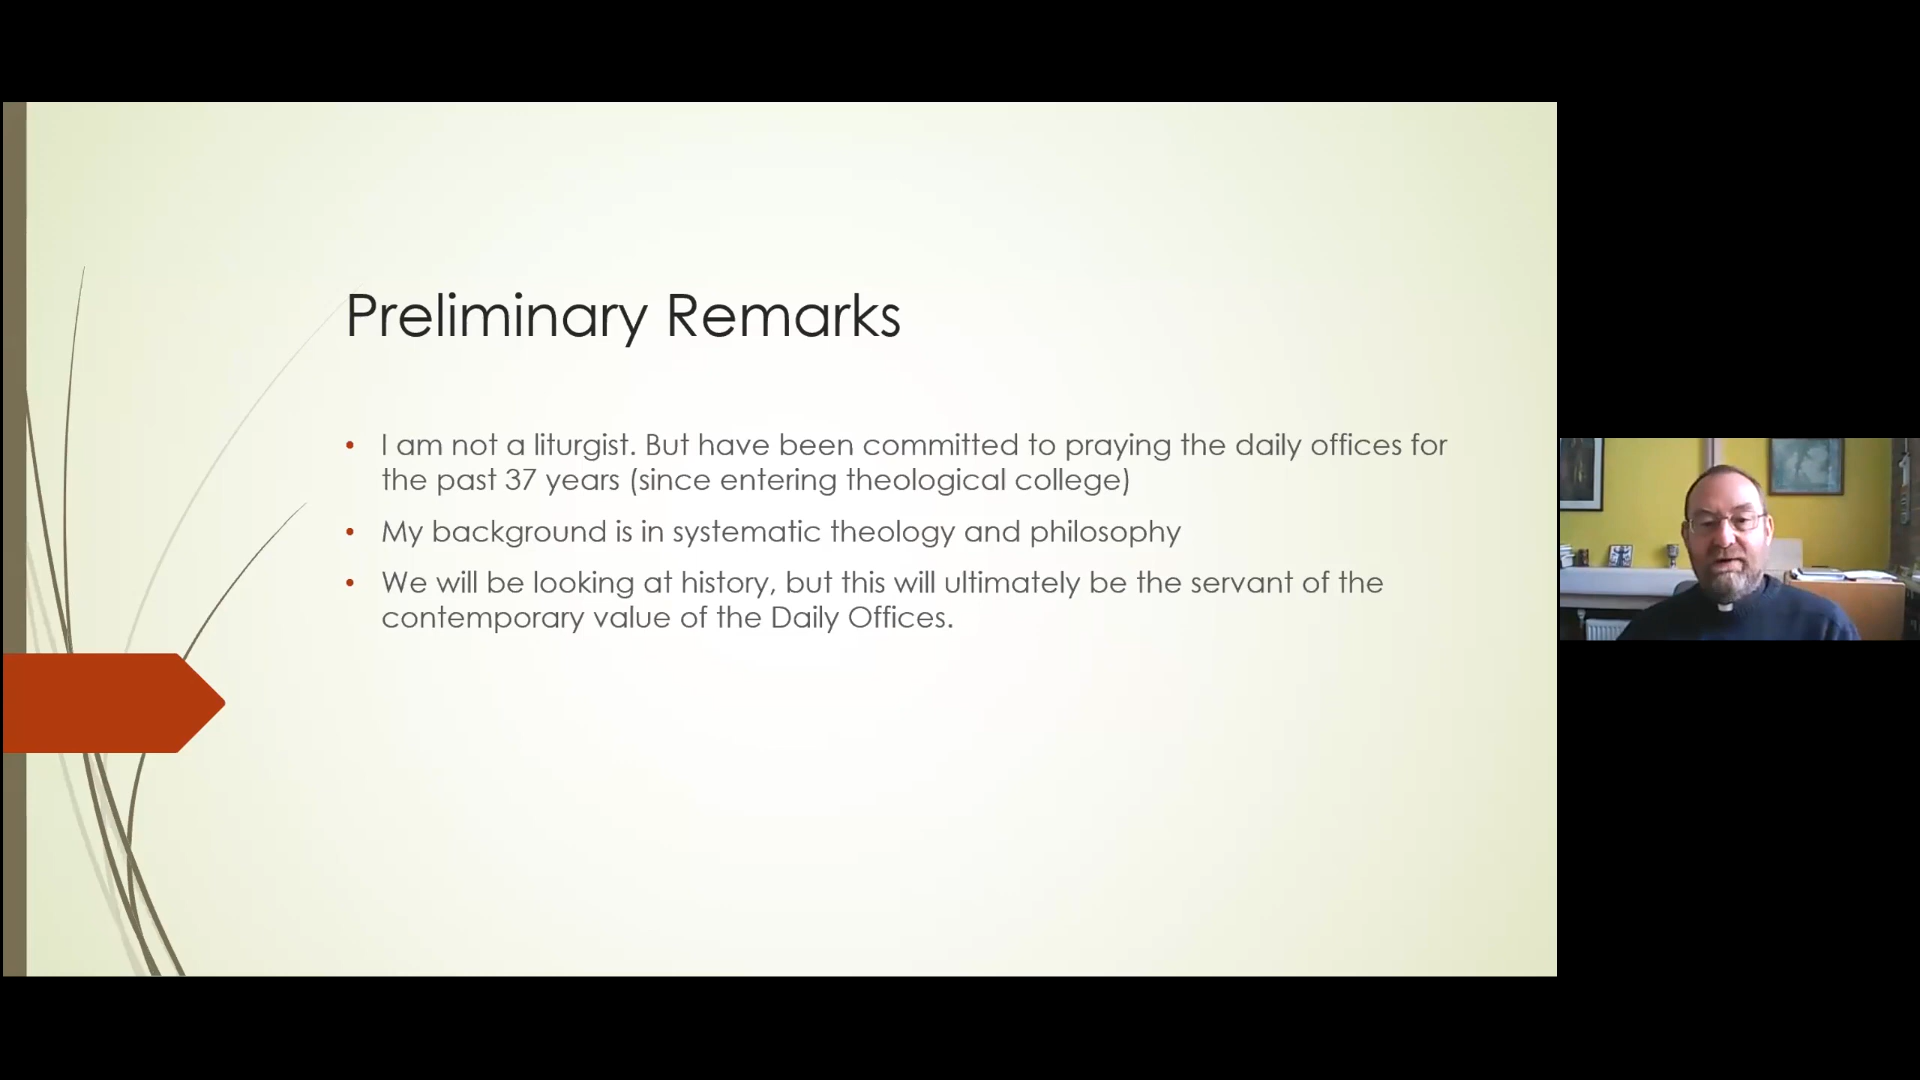 Preliminary Remarks
• I am not a liturgist. But have been committed to praying the daily offices for
the past 37 years (since entering theological college)
• My background is in systematic theology and philosophy
• We will be looking at history, but this will ultimately be the servant of the
contemporary value of the Daily Offices.